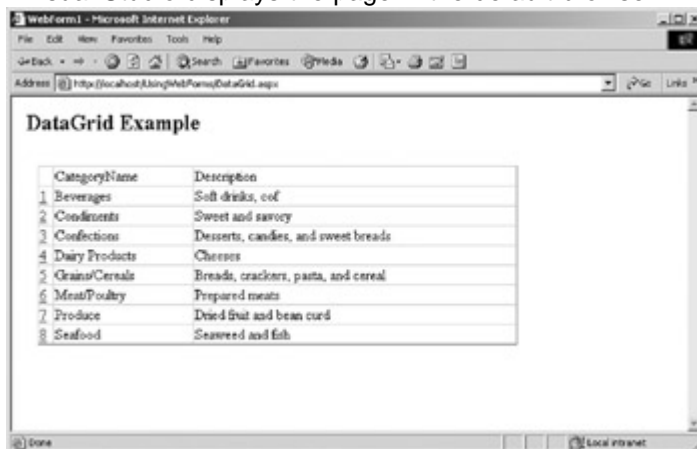 WebForm1 - Microsoft Internet Explorer
File Edit View Favorites Tools Help
Back Search Favorites Media
Address http://localhost/UsingWebForms/DataGrid.aspx Go Links »
DataGrid Example
CategoryName Description
1 Beverages Soft drinks, cof
2 Condiments Sweet and savory
3 Confections Desserts, candies, and sweet breads
4 Dairy Products Cheeses
5 Grains/Cereals Breads, crackers, pasta, and cereal
6 Meat/Poultry Prepared meats
7 Produce Dried fruit and bean curd
8 Seafood Seaweed and fish
Done Local intranet